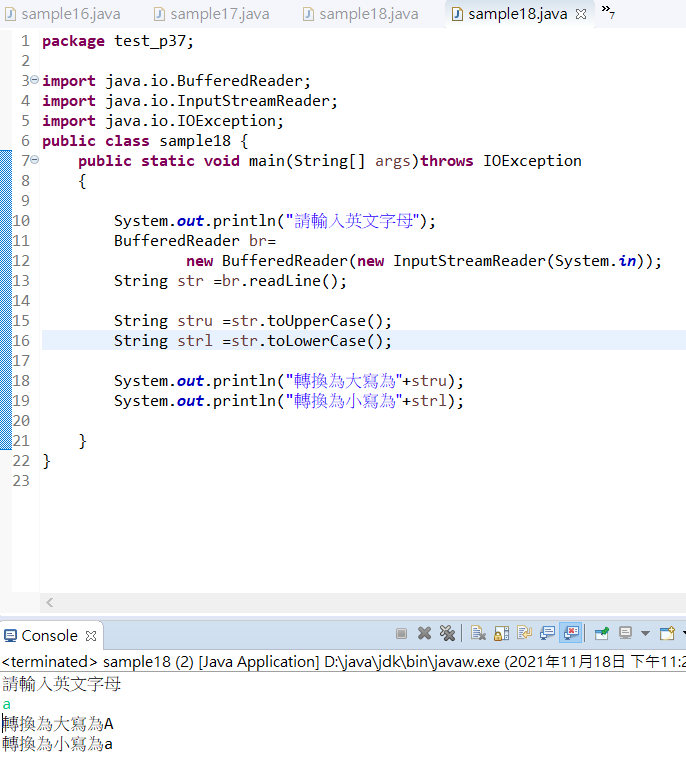 sample16.java sample17.java sample18.java sample18.java »7
1 package test_p37;
2
3 import java.io.BufferedReader;
4 import java.io.InputStreamReader;
5 import java.io.IOException;
6 public class sample18 {
7 public static void main(String[] args)throws IOException
8 {
9
10 System.out.println("請輸入英文字母");
11 BufferedReader br=
12 new BufferedReader(new InputStreamReader(System.in));
13 String str =br.readLine();
14
15 String stru =str.toUpperCase();
16 String strl =str.toLowerCase();
17
18 System.out.println("轉換為大寫為"+stru);
19 System.out.println("轉換為小寫為"+strl);
20
21 }
22 }
23
Console
<terminated> sample18 (2) [Java Application] D:\java\jdk\bin\javaw.exe (2021年11月18日 下午11:2
請輸入英文字母
a
轉換為大寫為A
轉換為小寫為a